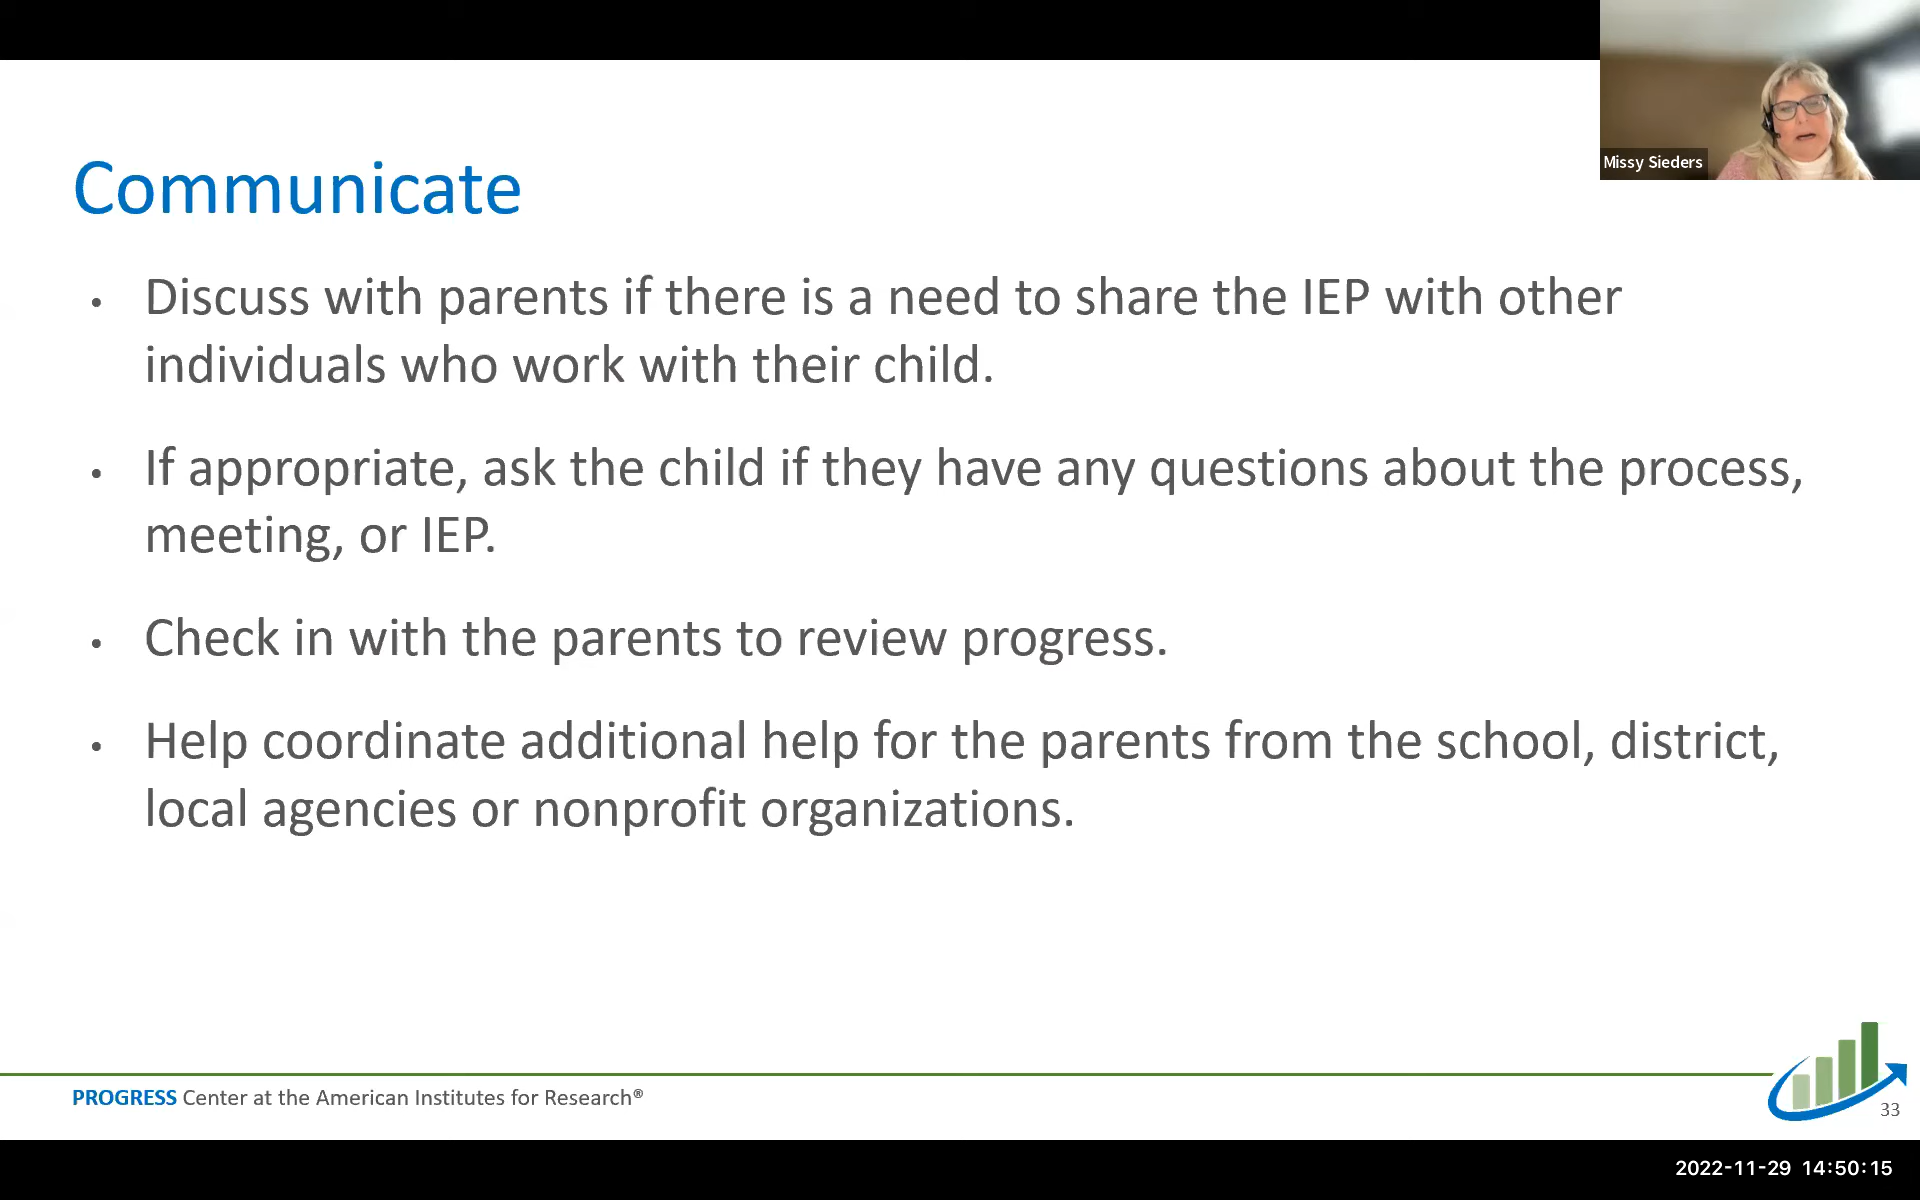 Missy Sieders
Communicate
• Discuss with parents if there is a need to share the IEP with other
individuals who work with their child.
• If appropriate, ask the child if they have any questions about the process,
meeting, or IEP.
• Check in with the parents to review progress.
• Help coordinate additional help for the parents from the school, district,
local agencies or nonprofit organizations.
PROGRESS Center at the American Institutes for Research®
33
2022-11-29 14:50:15